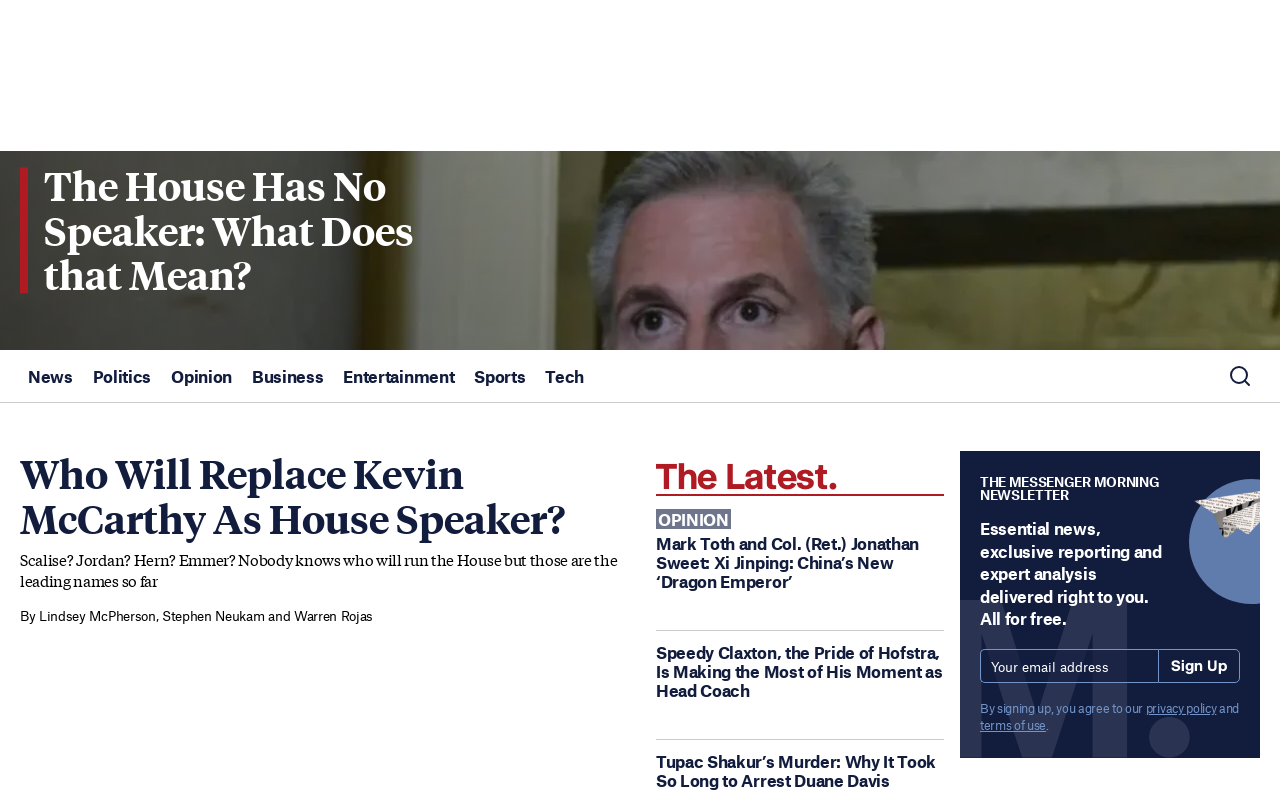 The House Has No
Speaker: What Does
that Mean?
News Politics Opinion Business Entertainment Sports Tech
Who Will Replace Kevin
McCarthy As House Speaker?
Scalise? Jordan? Hern? Emmer? Nobody knows who will run the House but those are the
leading names so far
By Lindsey McPherson, Stephen Neukam and Warren Rojas
The Latest.
OPINION
Mark Toth and Col. (Ret.) Jonathan
Sweet: Xi Jinping: China’s New
‘Dragon Emperor’
Speedy Claxton, the Pride of Hofstra,
Is Making the Most of His Moment as
Head Coach
Tupac Shakur’s Murder: Why It Took
So Long to Arrest Duane Davis
THE MESSENGER MORNING
NEWSLETTER
Essential news,
exclusive reporting and
expert analysis
delivered right to you.
All for free.
Your email address
Sign Up
By signing up, you agree to our privacy policy and
terms of use.
M.